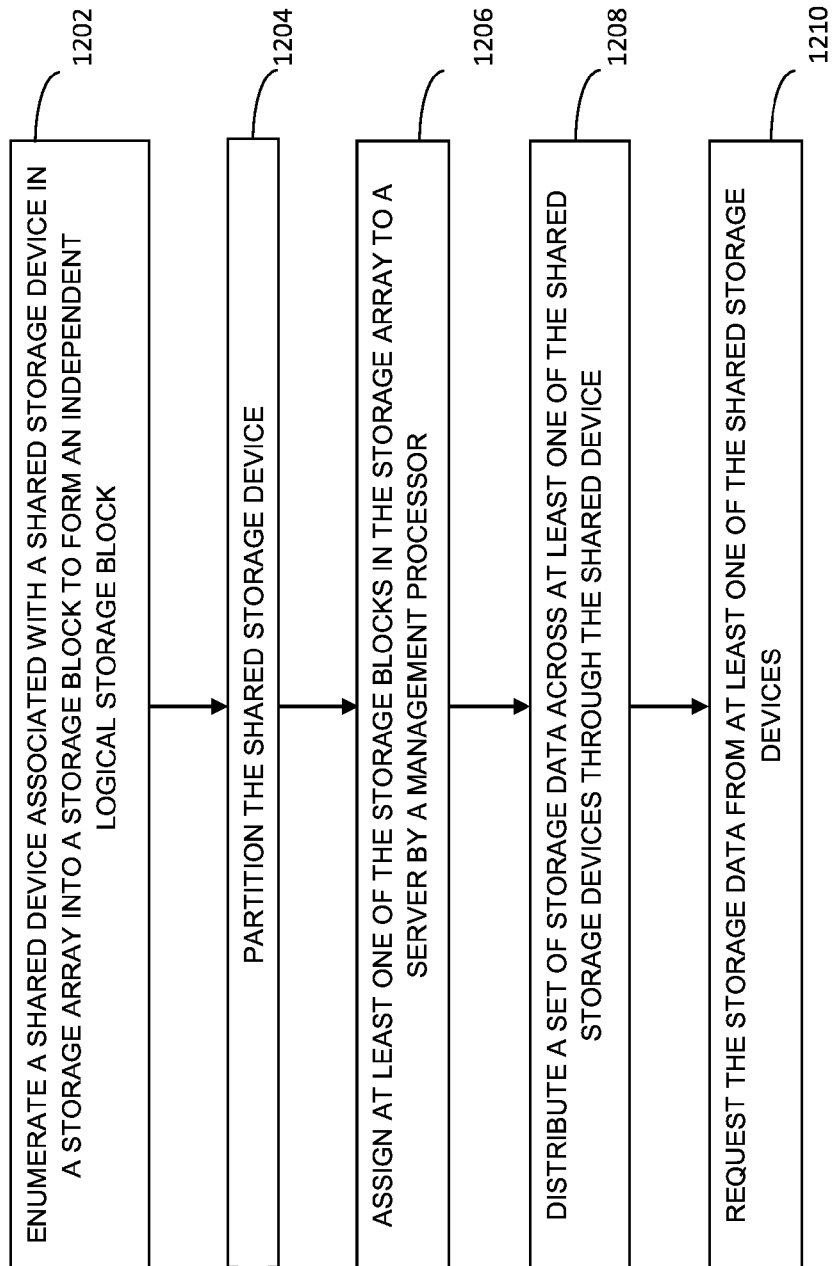 ENUMERATE A SHARED DEVICE ASSOCIATED WITH A SHARED STORAGE DEVICE IN
A STORAGE ARRAY INTO A STORAGE BLOCK TO FORM AN INDEPENDENT
LOGICAL STORAGE BLOCK
1202
PARTITION THE SHARED STORAGE DEVICE
1204
ASSIGN AT LEAST ONE OF THE STORAGE BLOCKS IN THE STORAGE ARRAY TO A
SERVER BY A MANAGEMENT PROCESSOR
1206
DISTRIBUTE A SET OF STORAGE DATA ACROSS AT LEAST ONE OF THE SHARED
STORAGE DEVICES THROUGH THE SHARED DEVICE
1208
REQUEST THE STORAGE DATA FROM AT LEAST ONE OF THE SHARED STORAGE
DEVICES
1210